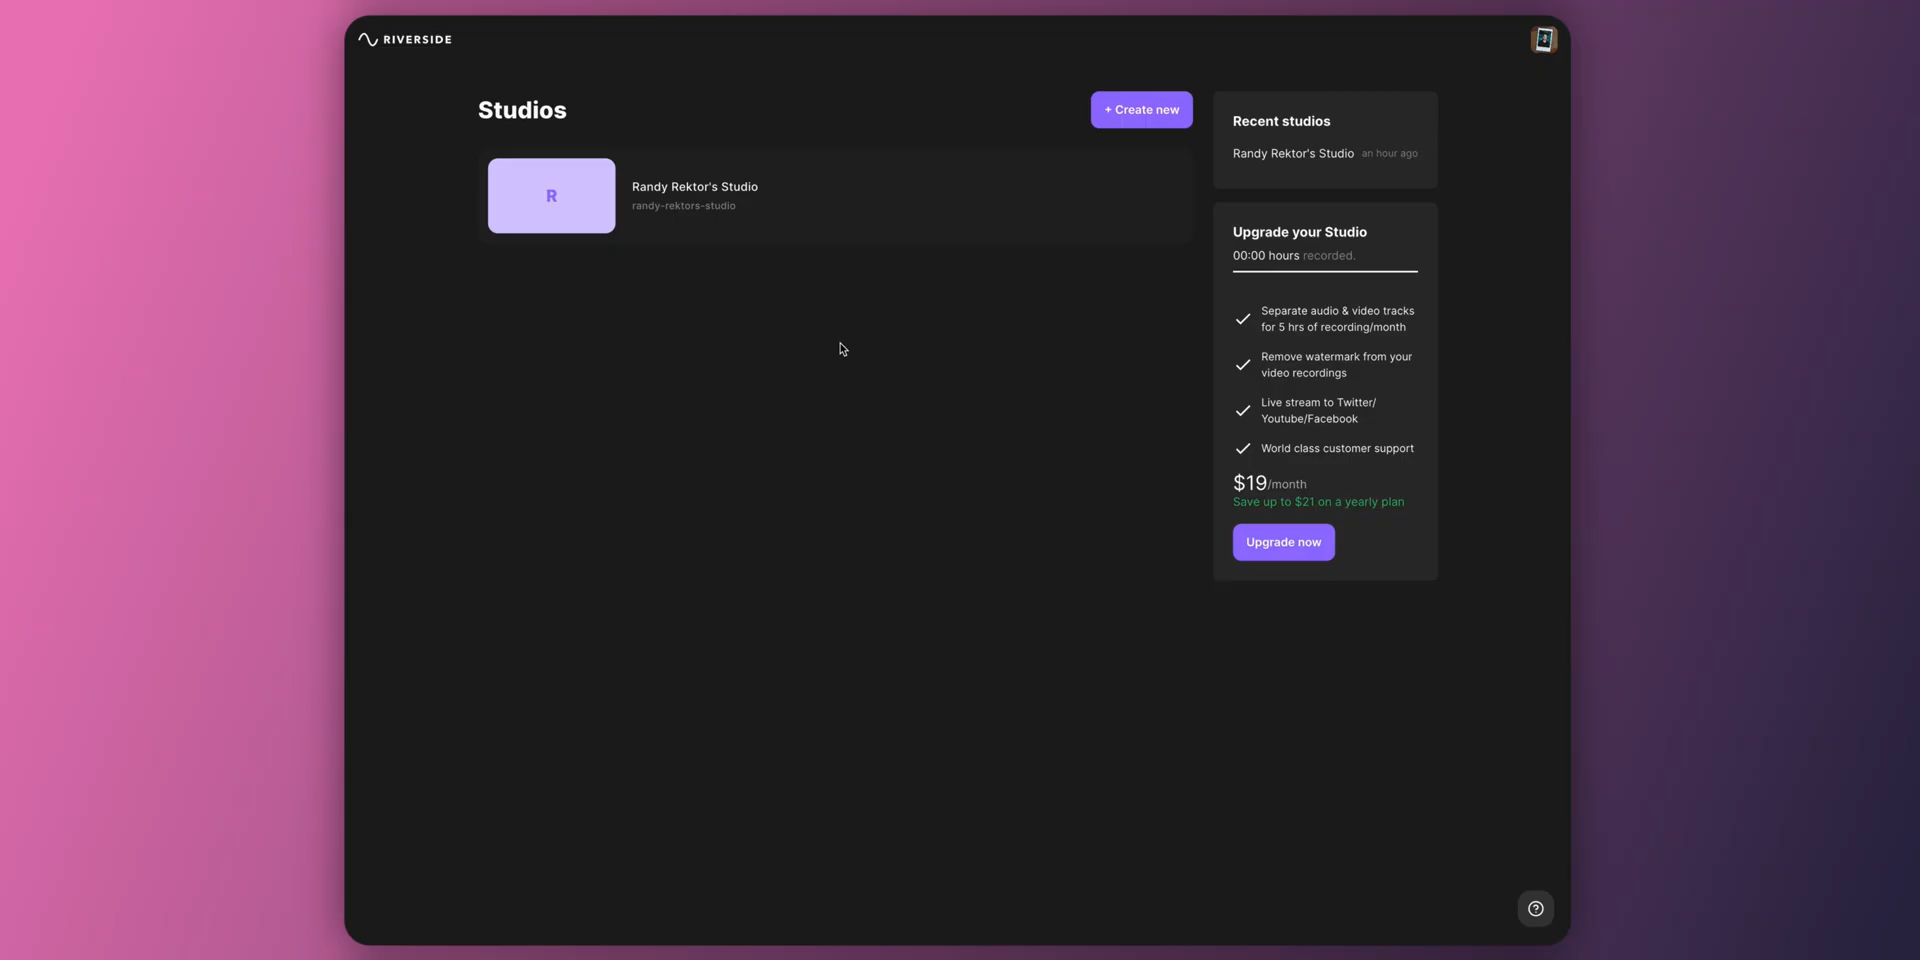 RIVERSIDE
Studios
+ Create new
R
Randy Rektor's Studio
randy-rektors-studio
Recent studios
Randy Rektor's Studio an hour ago
Upgrade your Studio
00:00 hours recorded.
Separate audio & video tracks
for 5 hrs of recording/month
Remove watermark from your
video recordings
Live stream to Twitter/
Youtube/Facebook
World class customer support
$19/month
Save up to $21 on a yearly plan
Upgrade now
?